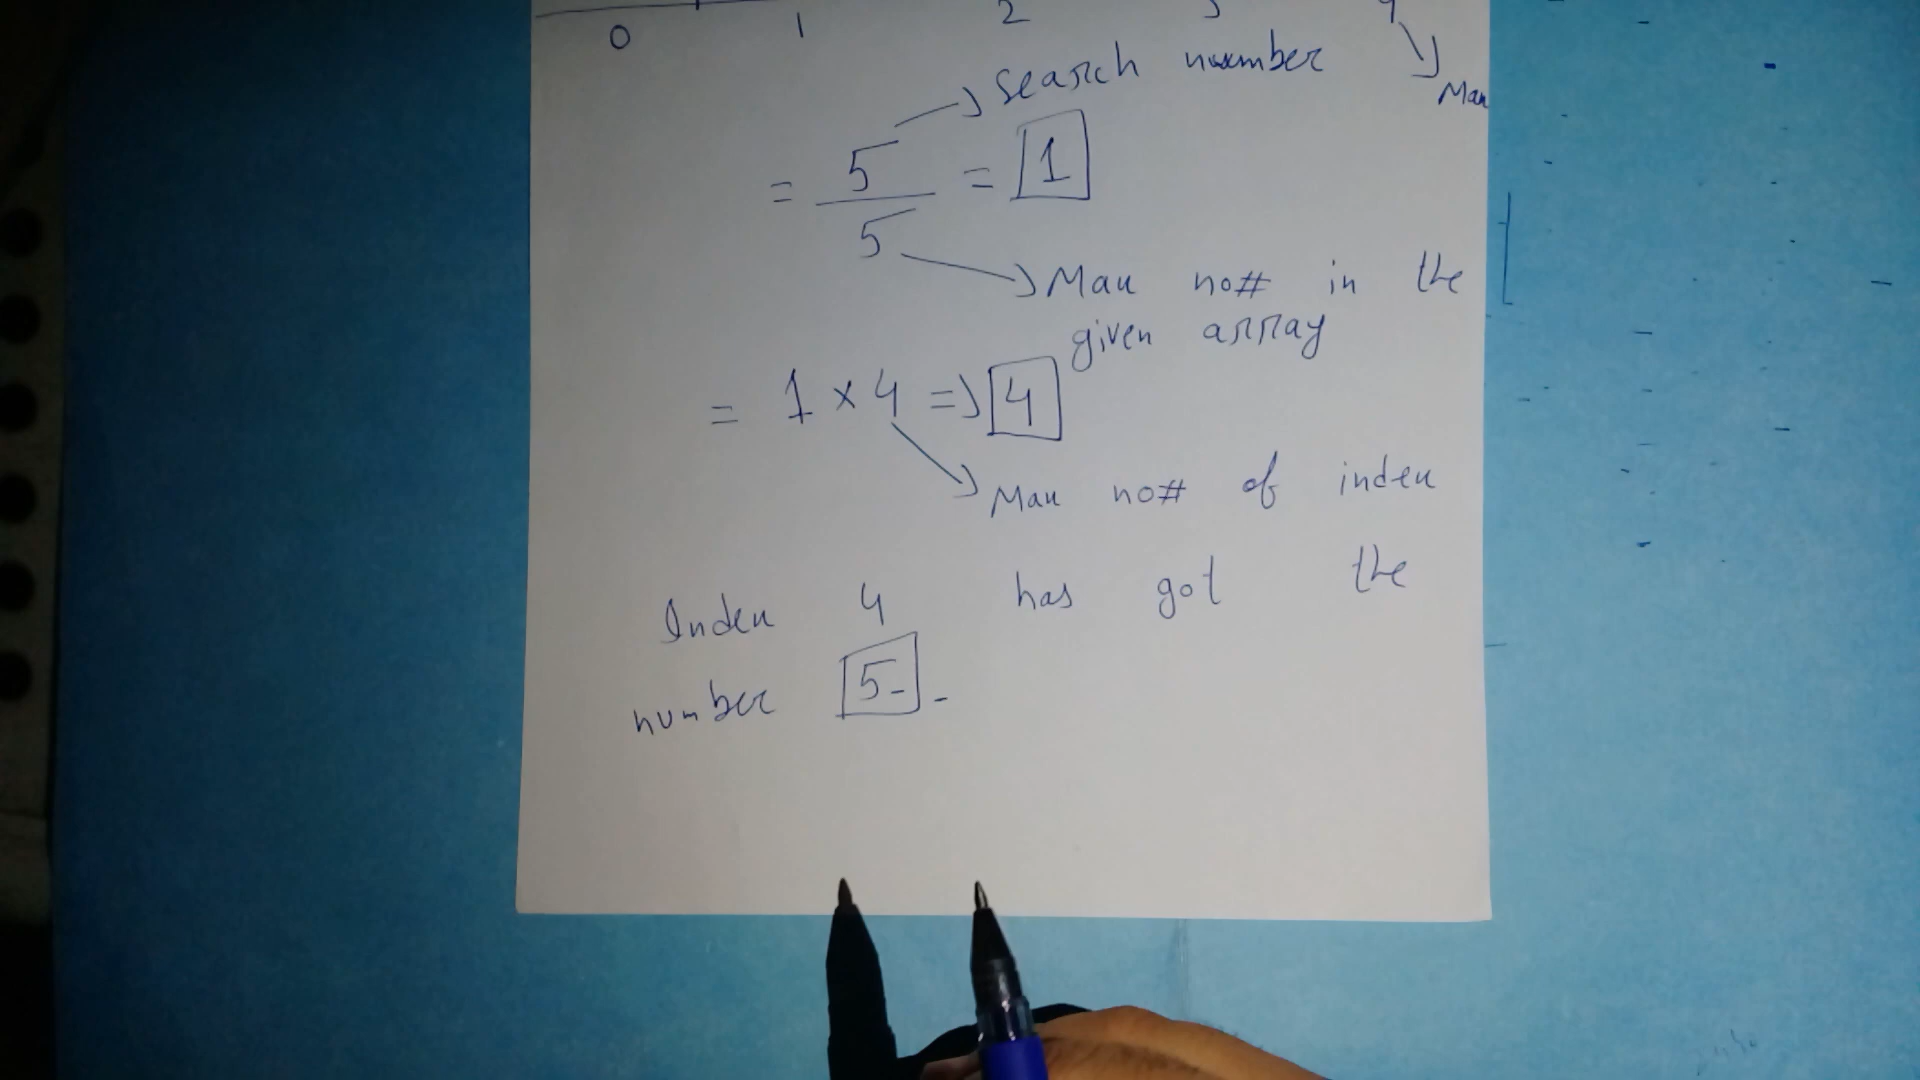 0 1 2 3 4
Search number
Max
5
= — = 1
5
Max no# in the
given array
= 1 × 4 => 4
Max no# of index
Index 4 has got the
number 5-.